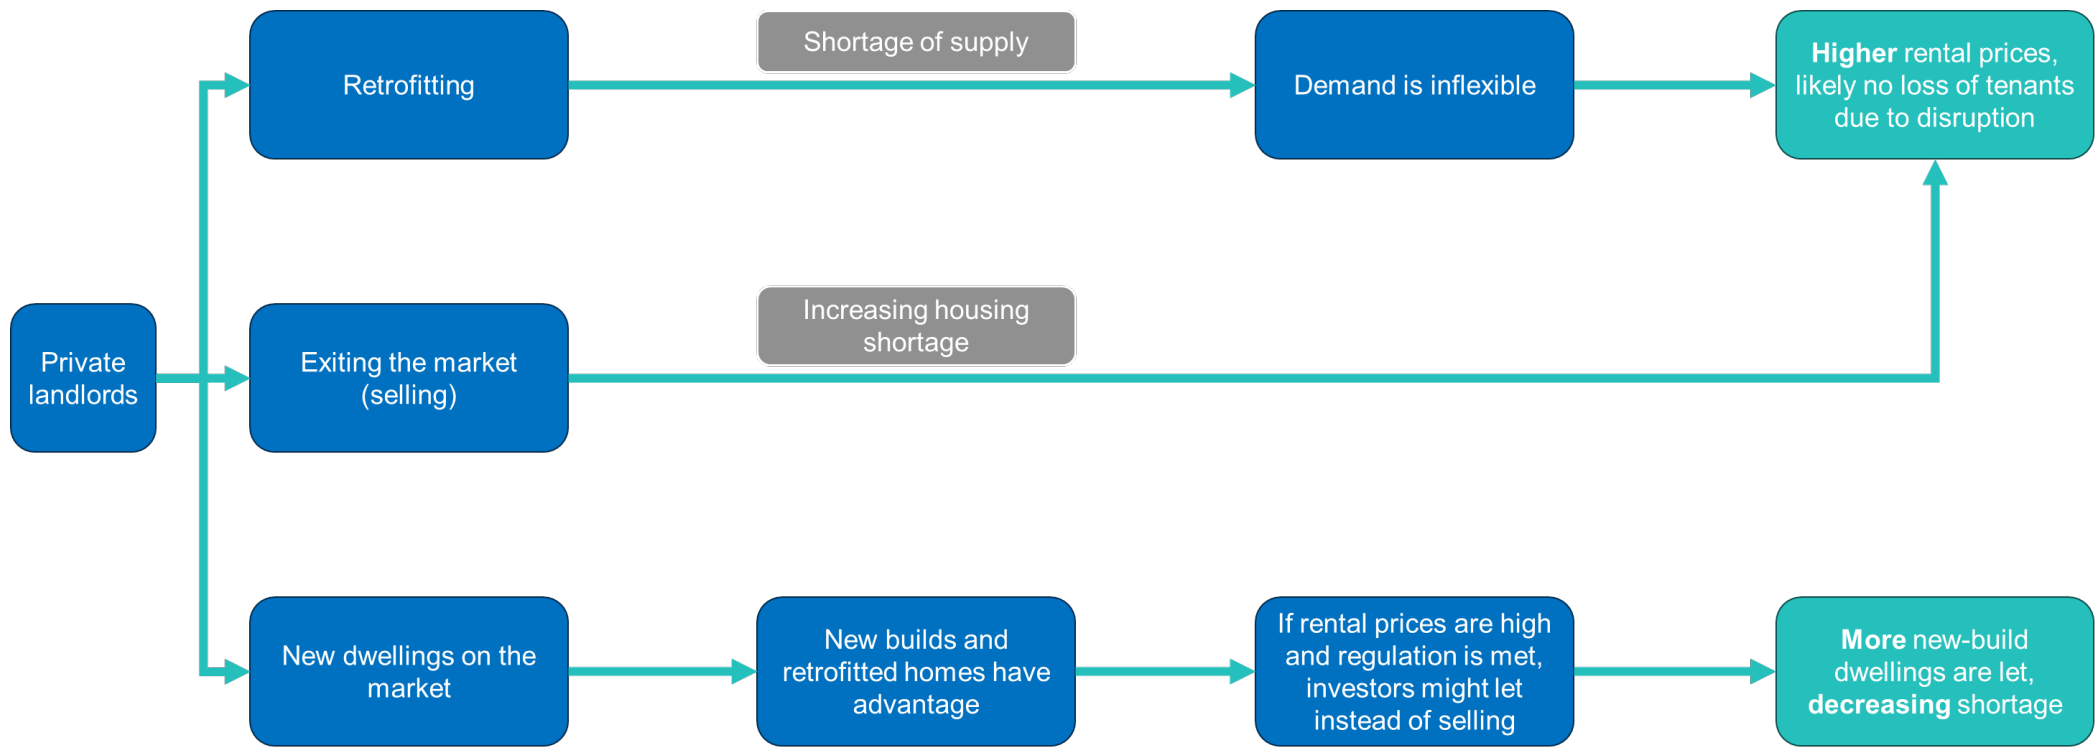 Retrofitting
Shortage of supply
Demand is inflexible
Higher rental prices,
likely no loss of tenants
due to disruption
Private
landlords
Exiting the market
(selling)
Increasing housing
shortage
New dwellings on the
market
New builds and
retrofitted homes have
advantage
If rental prices are high
and regulation is met,
investors might let
instead of selling
More new-build
dwellings are let,
decreasing shortage